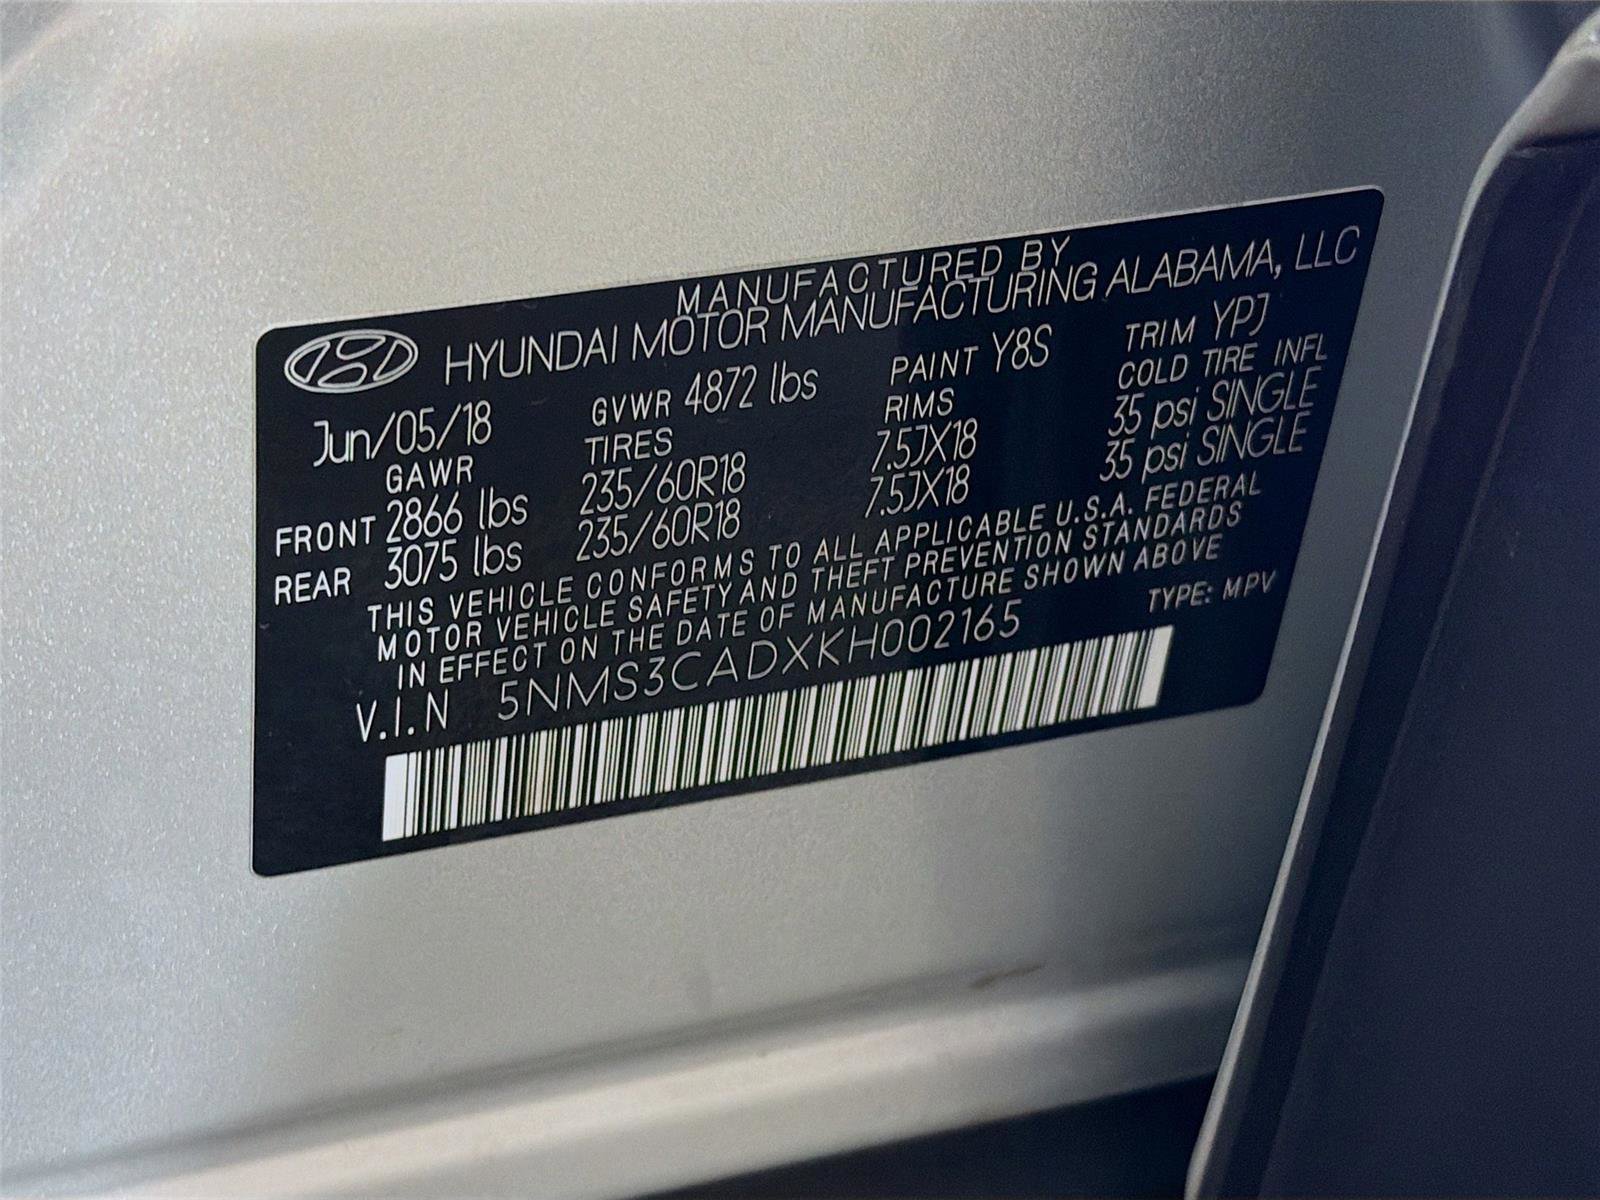 MANUFACTURED BY
HYUNDAI MOTOR MANUFACTURING ALABAMA, LLC
Jun/05/18 GVWR 4872 lbs PAINT Y8S TRIM YPJ
GAWR TIRES RIMS COLD TIRE INFL
FRONT 2866 lbs 235/60R18 7.5JX18 35 psi SINGLE
REAR 3075 lbs 235/60R18 7.5JX18 35 psi SINGLE
THIS VEHICLE CONFORMS TO ALL APPLICABLE U.S.A. FEDERAL
MOTOR VEHICLE SAFETY AND THEFT PREVENTION STANDARDS
IN EFFECT ON THE DATE OF MANUFACTURE SHOWN ABOVE
V.I.N 5NMS3CADXKH002165 TYPE: MPV